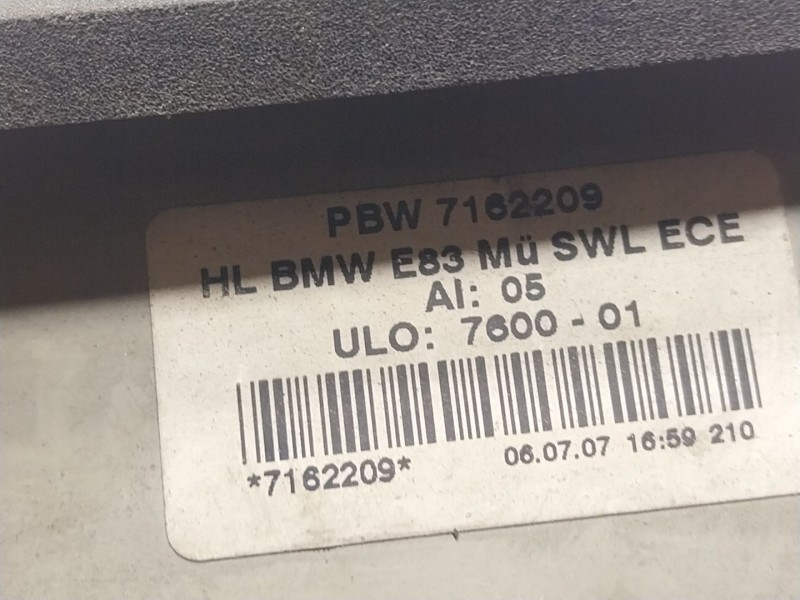 PBW 7162209
HL BMW E83 Mü SWL ECE
AI: 05
ULO: 7600 - 01
*7162209* 06.07.07 16:59 210